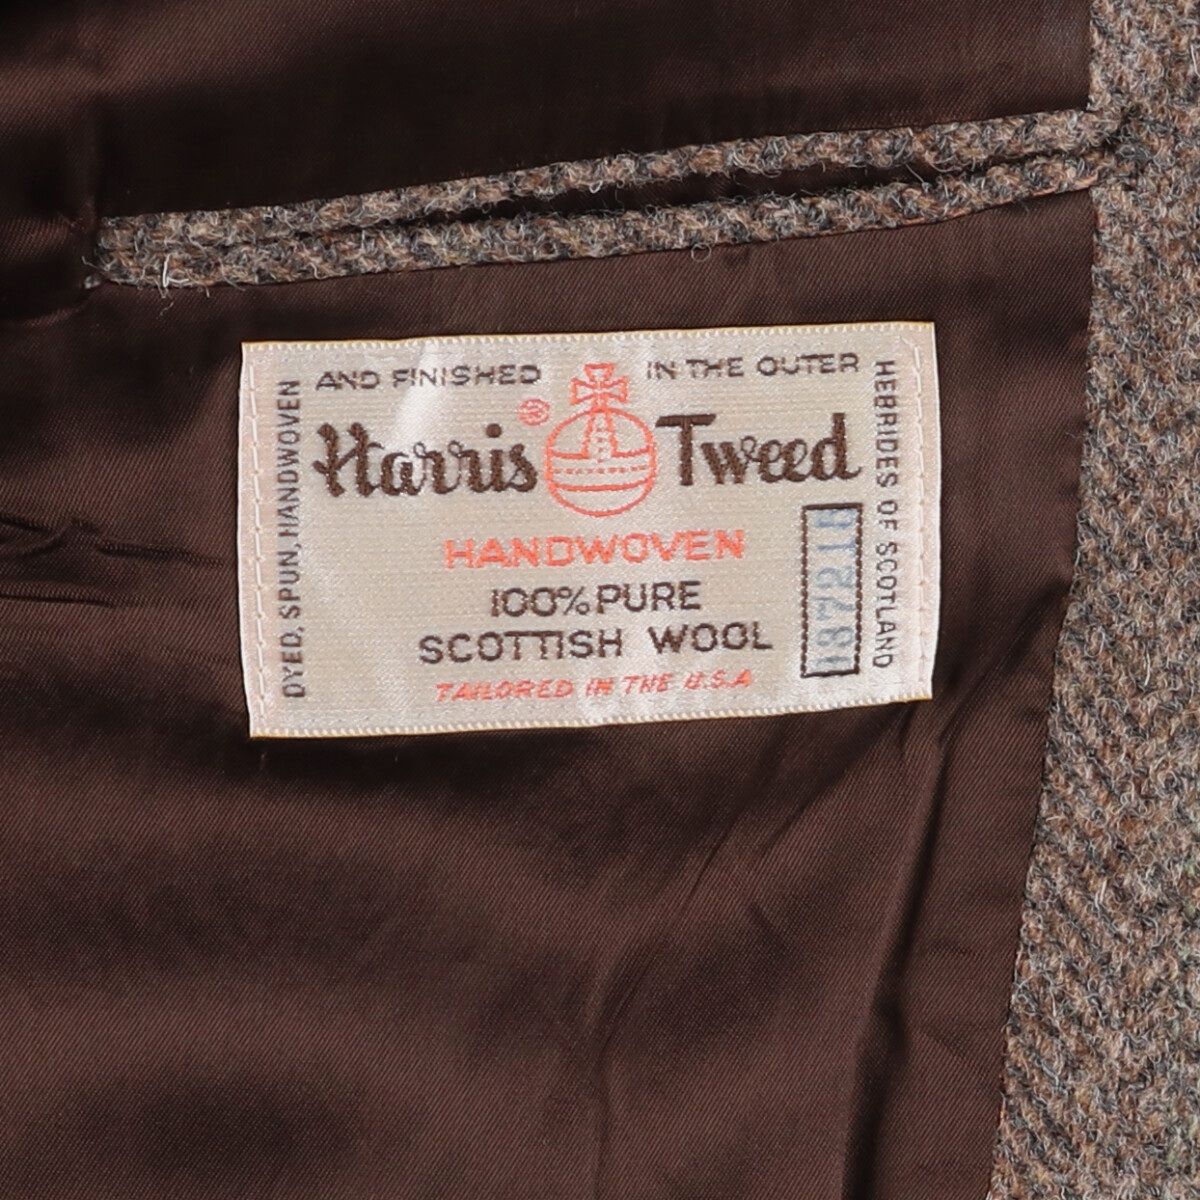 DYED, SPUN, HANDWOVEN
AND FINISHED
IN THE OUTER
HEBRIDES OF SCOTLAND
Harris ® Tweed
HANDWOVEN
100% PURE
SCOTTISH WOOL
TAILORED IN THE U.S.A